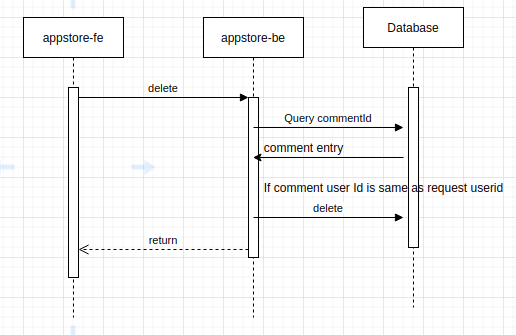 appstore-fe
appstore-be
Database
delete
Query commentId
comment entry
If comment user Id is same as request userid
delete
return